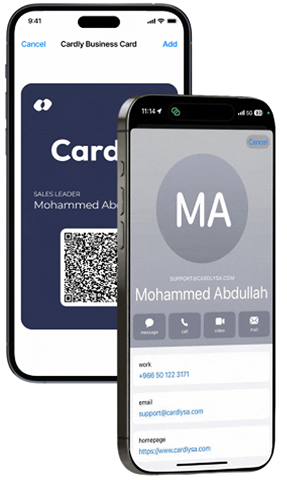 9:41
Cancel
Cardly Business Card
Add
Card
SALES LEADER
Mohammed Ab
11:14
5G
Cancel
MA
SUPPORT@CARDLYSA.COM
Mohammed Abdullah
message
call
video
mail
work
+966 50 122 3171
email
support@cardlysa.com
homepage
https://www.cardlysa.com